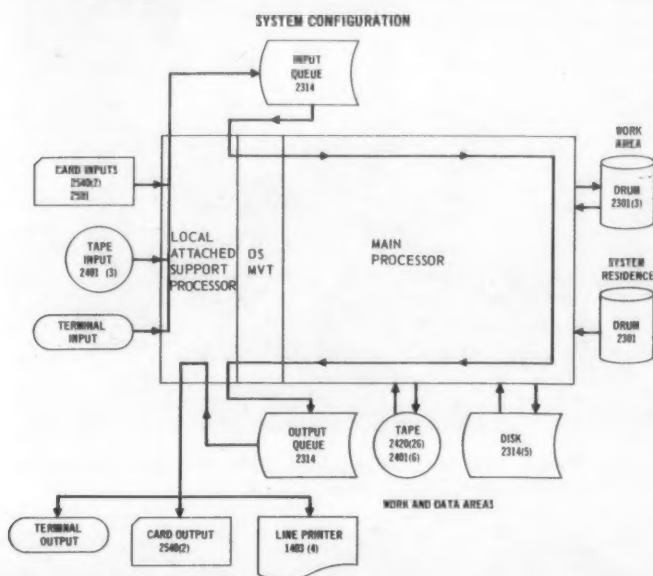 SYSTEM CONFIGURATION
INPUT
QUEUE
2314
WORK
AREA
CARD INPUTS
2540(2)
2501
DRUM
2301(3)
LOCAL
ATTACHED
SUPPORT
PROCESSOR
OS
MVT
MAIN
PROCESSOR
TAPE
INPUT
2401 (3)
SYSTEM
RESIDENCE
TERMINAL
INPUT
DRUM
2301
OUTPUT
QUEUE
2314
TAPE
2420(26)
2401(6)
DISK
2314(5)
WORK AND DATA AREAS
TERMINAL
OUTPUT
CARD OUTPUT
2540(2)
LINE PRINTER
1403 (4)